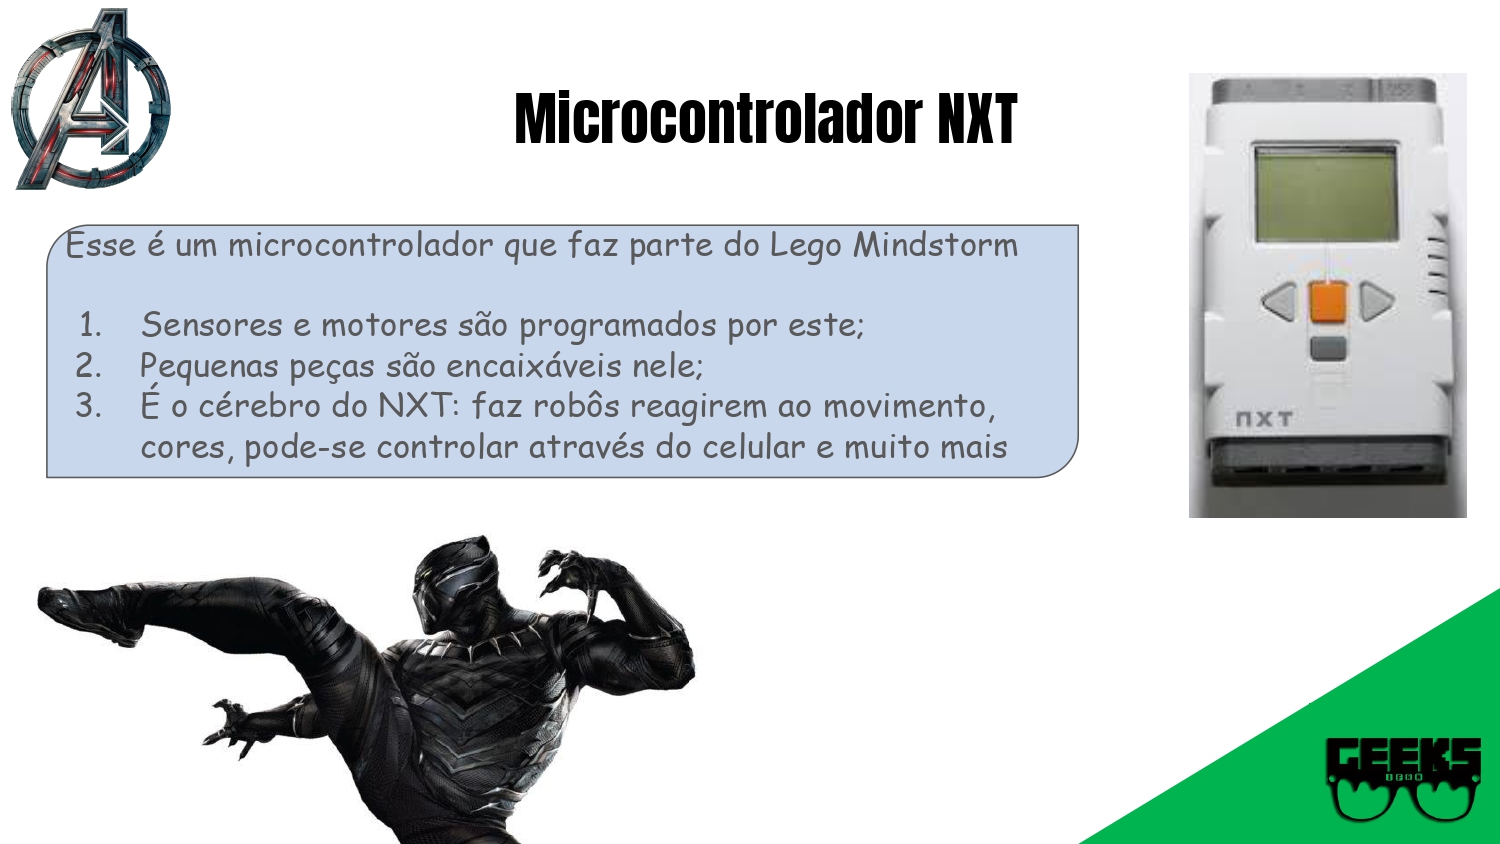 Microcontrolador NXT
Esse é um microcontrolador que faz parte do Lego Mindstorm
1. Sensores e motores são programados por este;
2. Pequenas peças são encaixáveis nele;
3. É o cérebro do NXT: faz robôs reagirem ao movimento,
cores, pode-se controlar através do celular e muito mais
NXT
GEEKS